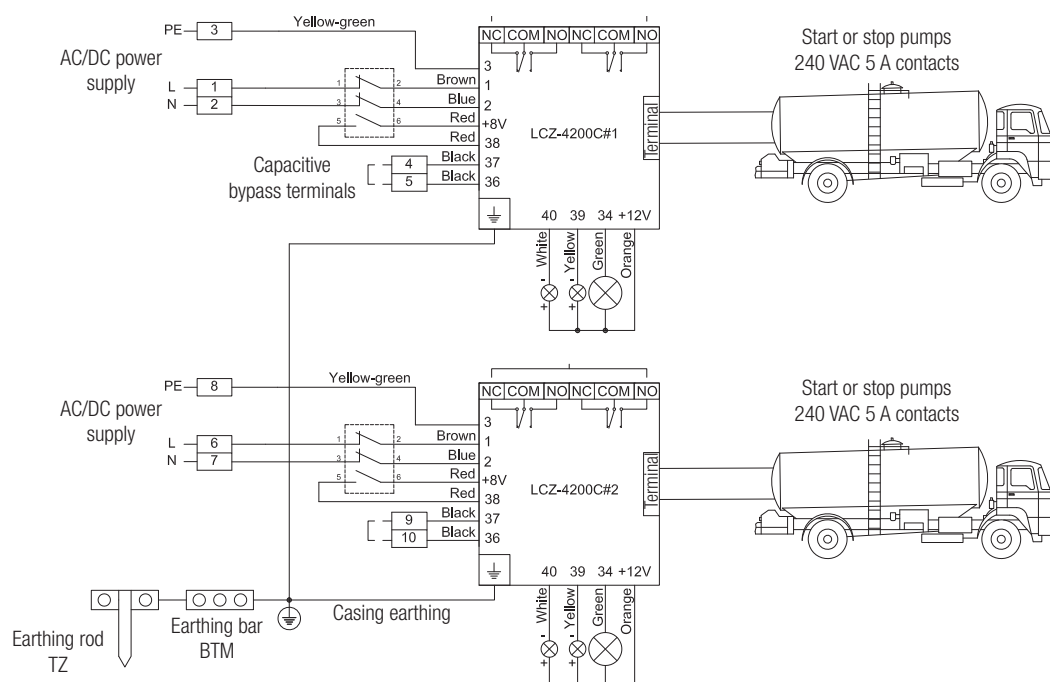 Yellow-green
PE 3
AC/DC power
supply
L 1
N 2
1 2
3 4
5 6
Brown
Blue
Red
Red
Black
Black
4
5
Capacitive
bypass terminals
NC COM NO NC COM NO
3
1
2
+8V
38
37
36
LCZ-4200C#1
Terminal
40 39 34 +12V
White
Yellow
Green
Orange
- -
+ +
Start or stop pumps
240 VAC 5 A contacts
Yellow-green
PE 8
AC/DC power
supply
L 6
N 7
1 2
3 4
5 6
Brown
Blue
Red
Red
Black
Black
9
10
NC COM NO NC COM NO
3
1
2
+8V
38
37
36
LCZ-4200C#2
Terminal
40 39 34 +12V
White
Yellow
Green
Orange
- -
+ +
Start or stop pumps
240 VAC 5 A contacts
Casing earthing
Earthing bar
BTM
Earthing rod
TZ